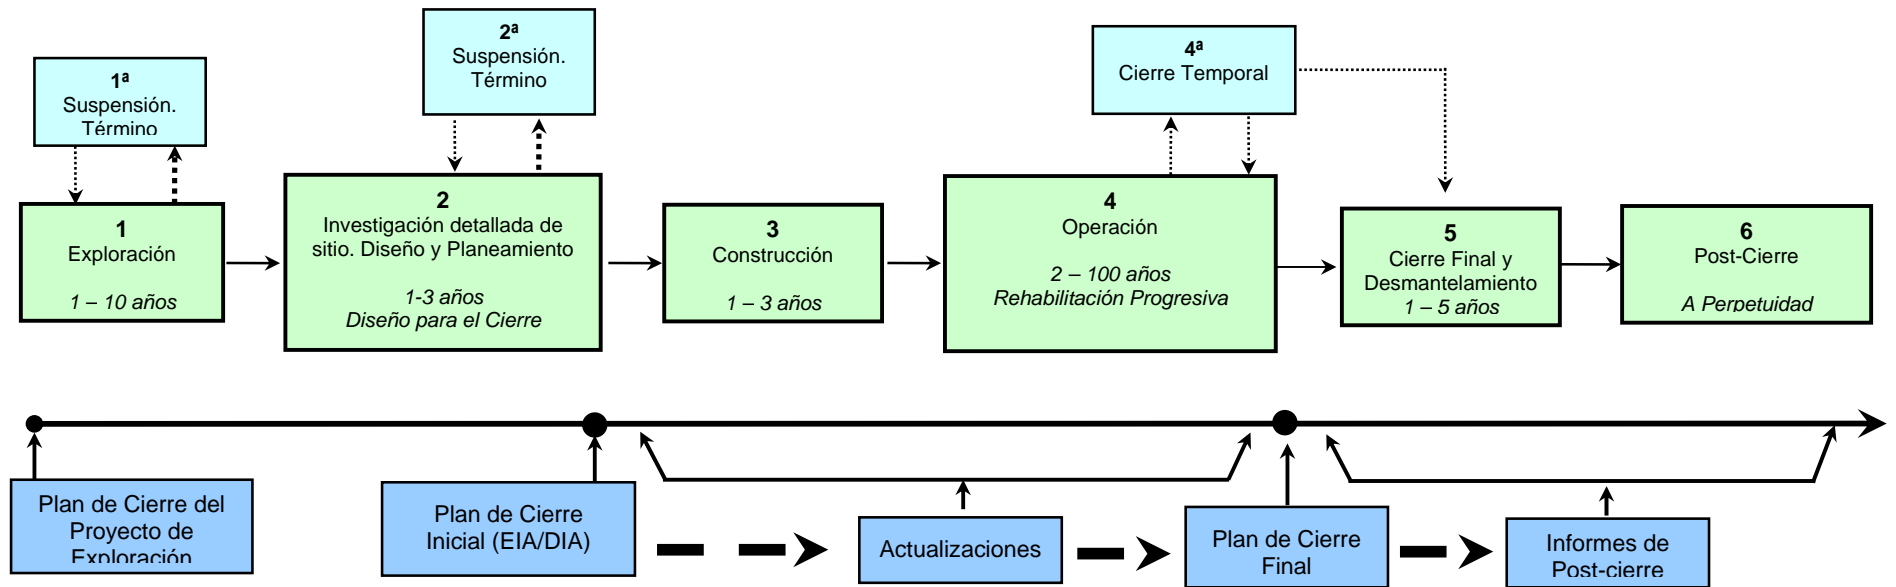 1ª
Suspensión.
Término
2ª
Suspensión.
Término
4ª
Cierre Temporal
1
Exploración
1 – 10 años
2
Investigación detallada de
sitio. Diseño y Planeamiento
1-3 años
Diseño para el Cierre
3
Construcción
1 – 3 años
4
Operación
2 – 100 años
Rehabilitación Progresiva
5
Cierre Final y
Desmantelamiento
1 – 5 años
6
Post-Cierre
A Perpetuidad
Plan de Cierre del
Proyecto de
Exploración
Plan de Cierre
Inicial (EIA/DIA)
Actualizaciones
Plan de Cierre
Final
Informes de
Post-cierre